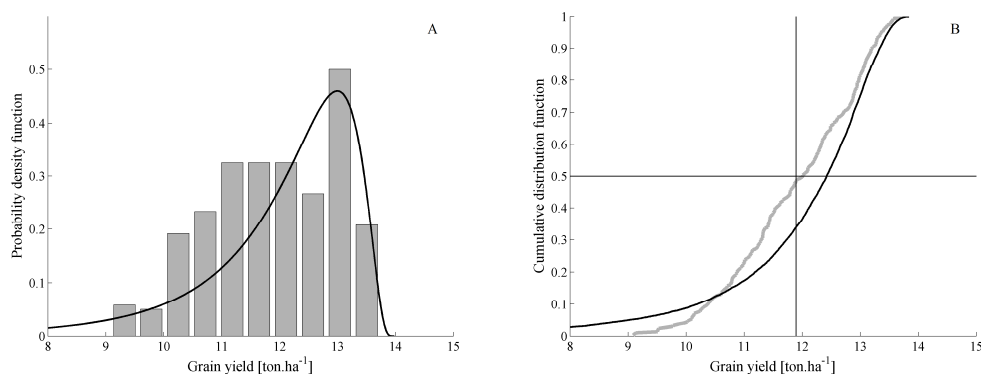 A
Probability density function
0.5
0.4
0.3
0.2
0.1
0
8 9 10 11 12 13 14 15
Grain yield [ton.ha-1]
B
Cumulative distribution function
1
0.9
0.8
0.7
0.6
0.5
0.4
0.3
0.2
0.1
0
8 9 10 11 12 13 14 15
Grain yield [ton.ha-1]